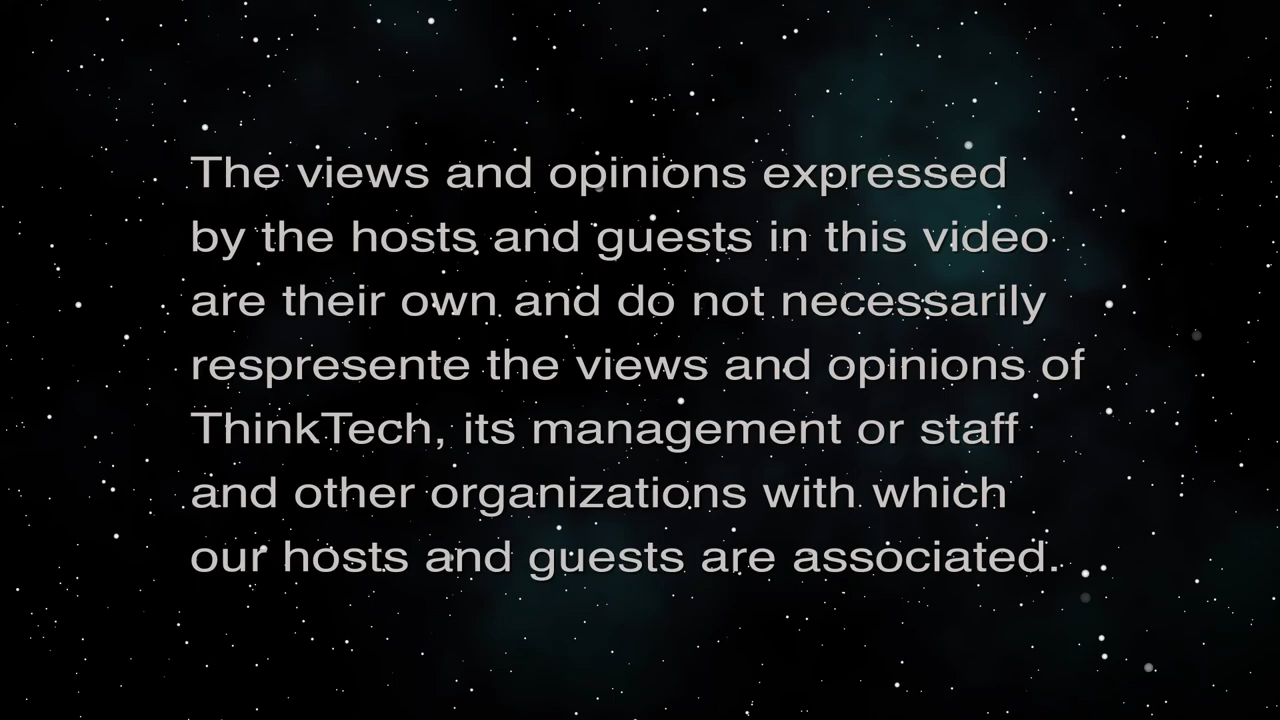 The views and opinions expressed
by the hosts and guests in this video
are their own and do not necessarily
respresente the views and opinions of
ThinkTech, its management or staff
and other organizations with which
our hosts and guests are associated.